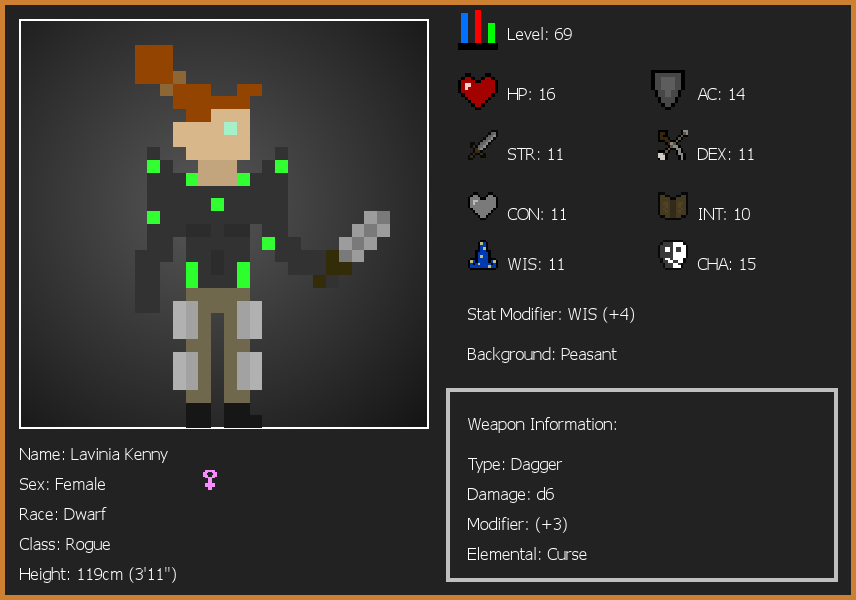 Level: 69
HP: 16
AC: 14
STR: 11
DEX: 11
CON: 11
INT: 10
WIS: 11
CHA: 15
Stat Modifier: WIS (+4)
Background: Peasant
Weapon Information:
Type: Dagger
Damage: d6
Modifier: (+3)
Elemental: Curse
Name: Lavinia Kenny
Sex: Female
Race: Dwarf
Class: Rogue
Height: 119cm (3'11")